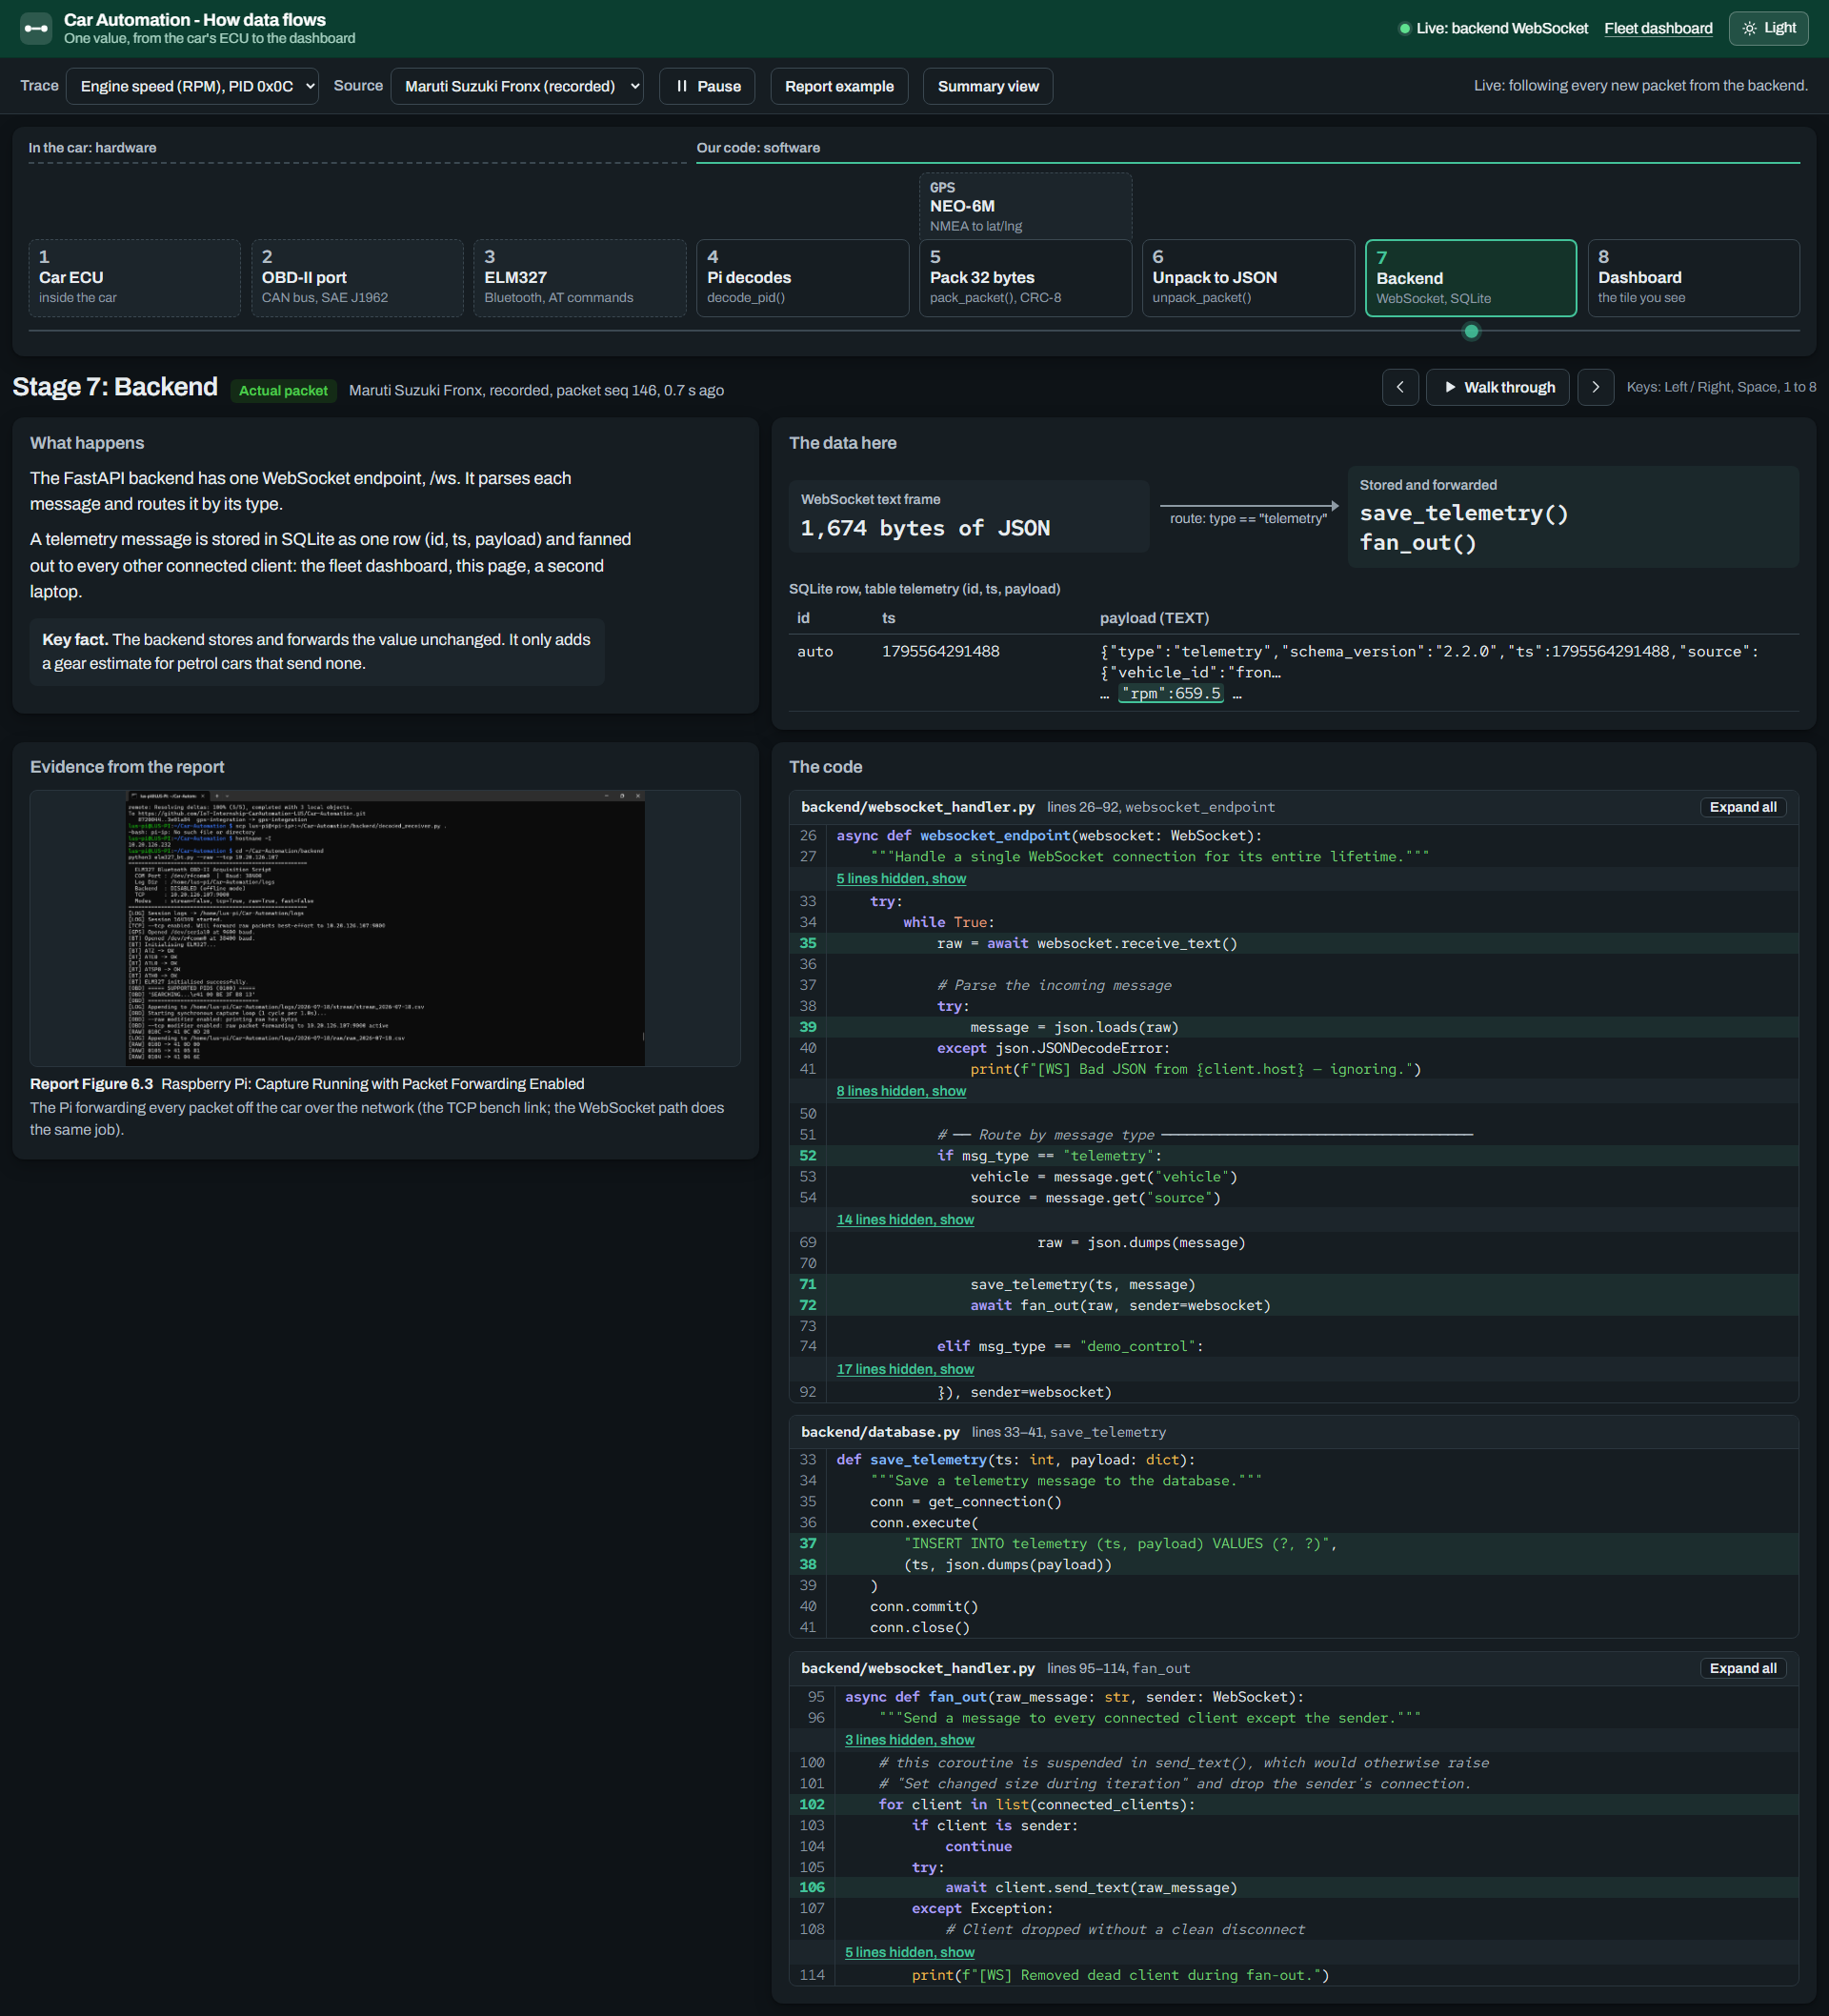 Car Automation - How data flows
One value, from the car's ECU to the dashboard
Live: backend WebSocket
Fleet dashboard
Light
Trace
Engine speed (RPM), PID 0x0C
Source
Maruti Suzuki Fronx (recorded)
Pause
Report example
Summary view
Live: following every new packet from the backend.
In the car: hardware
Our code: software
GPS
NEO-6M
NMEA to lat/lng
1
Car ECU
inside the car
2
OBD-II port
CAN bus, SAE J1962
3
ELM327
Bluetooth, AT commands
4
Pi decodes
decode_pid()
5
Pack 32 bytes
pack_packet(), CRC-8
6
Unpack to JSON
unpack_packet()
7
Backend
WebSocket, SQLite
8
Dashboard
the tile you see
Stage 7: Backend
Actual packet
Maruti Suzuki Fronx, recorded, packet seq 146, 0.7 s ago
Walk through
Keys: Left / Right, Space, 1 to 8
What happens
The FastAPI backend has one WebSocket endpoint, /ws. It parses each
message and routes it by its type.
A telemetry message is stored in SQLite as one row (id, ts, payload) and fanned
out to every other connected client: the fleet dashboard, this page, a second
laptop.
Key fact. The backend stores and forwards the value unchanged. It only adds
a gear estimate for petrol cars that send none.
The data here
WebSocket text frame
1,674 bytes of JSON
route: type == "telemetry"
Stored and forwarded
save_telemetry()
fan_out()
SQLite row, table telemetry (id, ts, payload)
id ts payload (TEXT)
auto 1795564291488 {"type":"telemetry","schema_version":"2.2.0","ts":1795564291488,"source":
{"vehicle_id":"fron…
… "rpm":659.5 …
Evidence from the report
Report Figure 6.3 Raspberry Pi: Capture Running with Packet Forwarding Enabled
The Pi forwarding every packet off the car over the network (the TCP bench link; the WebSocket path does
the same job).
The code
backend/websocket_handler.py lines 26–92, websocket_endpoint
Expand all
26 async def websocket_endpoint(websocket: WebSocket):
27 """Handle a single WebSocket connection for its entire lifetime."""
5 lines hidden, show
33 try:
34 while True:
35 raw = await websocket.receive_text()
36
37 # Parse the incoming message
38 try:
39 message = json.loads(raw)
40 except json.JSONDecodeError:
41 print(f"[WS] Bad JSON from {client.host} — ignoring.")
8 lines hidden, show
50
51 # —— Route by message type ——————————————————
52 if msg_type == "telemetry":
53 vehicle = message.get("vehicle")
54 source = message.get("source")
14 lines hidden, show
69 raw = json.dumps(message)
70
71 save_telemetry(ts, message)
72 await fan_out(raw, sender=websocket)
73
74 elif msg_type == "demo_control":
17 lines hidden, show
92 }), sender=websocket)
backend/database.py lines 33–41, save_telemetry
33 def save_telemetry(ts: int, payload: dict):
34 """Save a telemetry message to the database."""
35 conn = get_connection()
36 conn.execute(
37 "INSERT INTO telemetry (ts, payload) VALUES (?, ?)",
38 (ts, json.dumps(payload))
39 )
40 conn.commit()
41 conn.close()
backend/websocket_handler.py lines 95–114, fan_out
Expand all
95 async def fan_out(raw_message: str, sender: WebSocket):
96 """Send a message to every connected client except the sender."""
3 lines hidden, show
100 # this coroutine is suspended in send_text(), which would otherwise raise
101 # "Set changed size during iteration" and drop the sender's connection.
102 for client in list(connected_clients):
103 if client is sender:
104 continue
105 try:
106 await client.send_text(raw_message)
107 except Exception:
108 # Client dropped without a clean disconnect
5 lines hidden, show
114 print(f"[WS] Removed dead client during fan-out.")